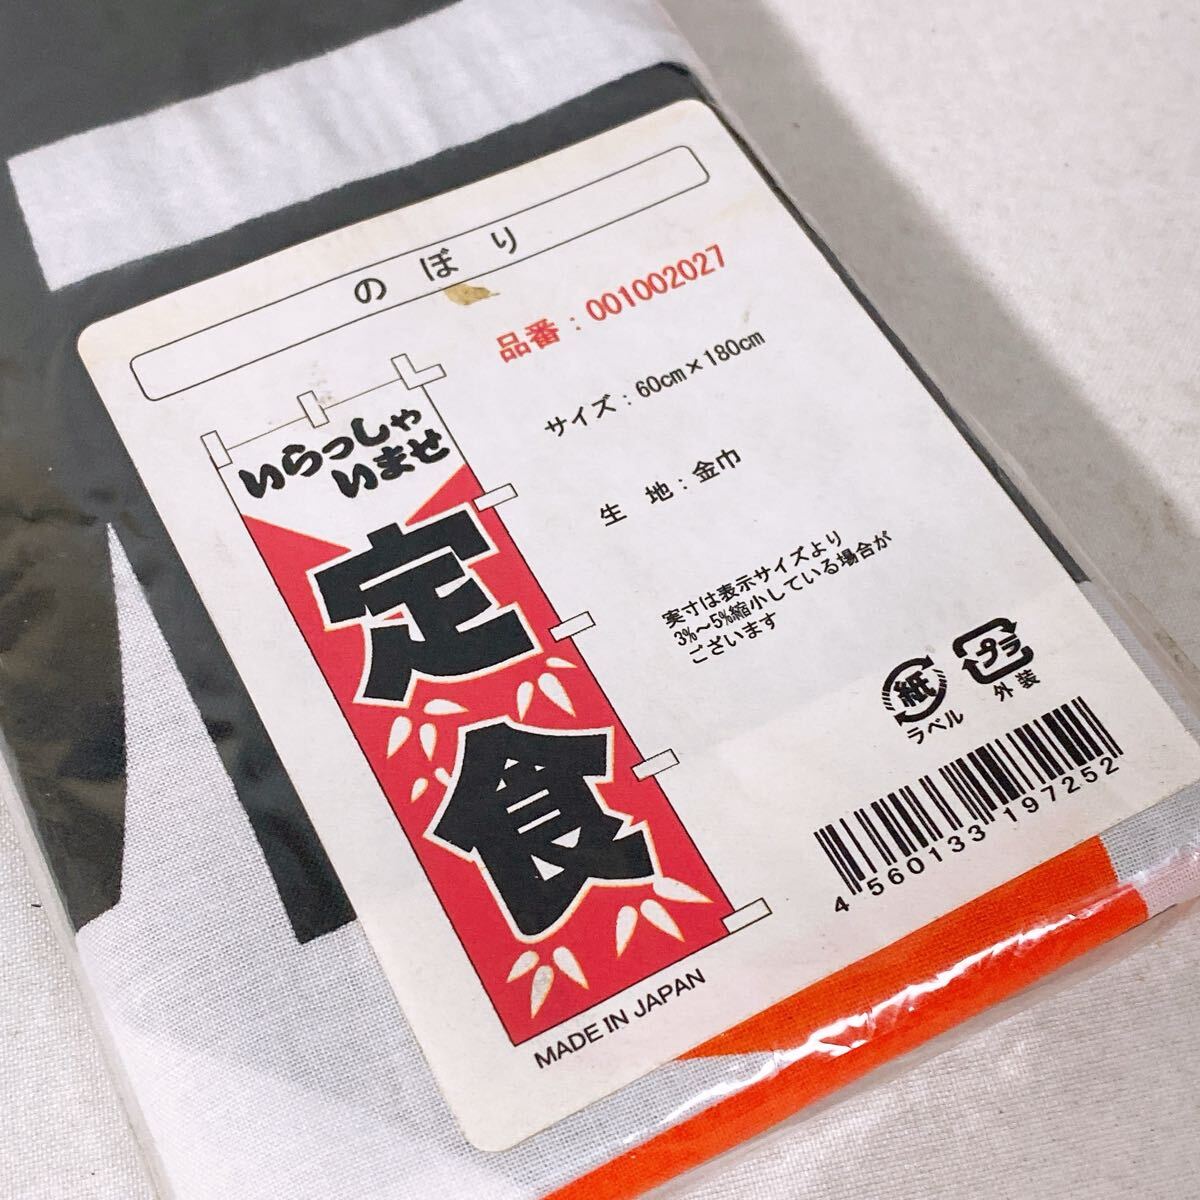 のぼり
品番：001002027
サイズ：60cm×180cm
生 地：金巾
実寸は表示サイズより
3%～5%縮小している場合が
ございます
いらっしゃ
いませ
定食
MADE IN JAPAN
紙
ラベル
プラ
外装
4 560133 197252